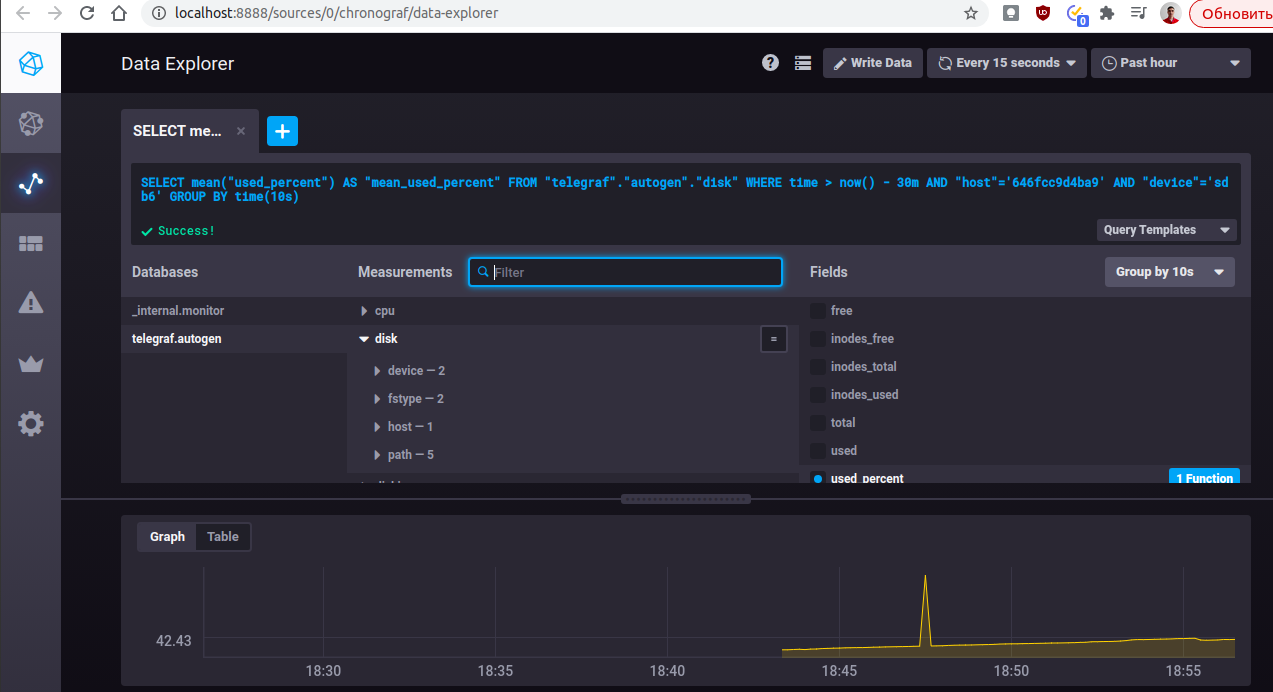 localhost:8888/sources/0/chronograf/data-explorer
0
Обновить
Data Explorer
?
Write Data
Every 15 seconds
Past hour
SELECT me...
SELECT mean("used_percent") AS "mean_used_percent" FROM "telegraf"."autogen"."disk" WHERE time > now() - 30m AND "host"='646fcc9d4ba9' AND "device"='sd
b6' GROUP BY time(10s)
Success!
Query Templates
Databases
Measurements
Filter
Fields
Group by 10s
_internal.monitor
cpu
free
telegraf.autogen
disk
=
inodes_free
device — 2
inodes_total
fstype — 2
inodes_used
host — 1
total
path — 5
used
used_percent
1 Function
Graph
Table
42.43
18:30
18:35
18:40
18:45
18:50
18:55